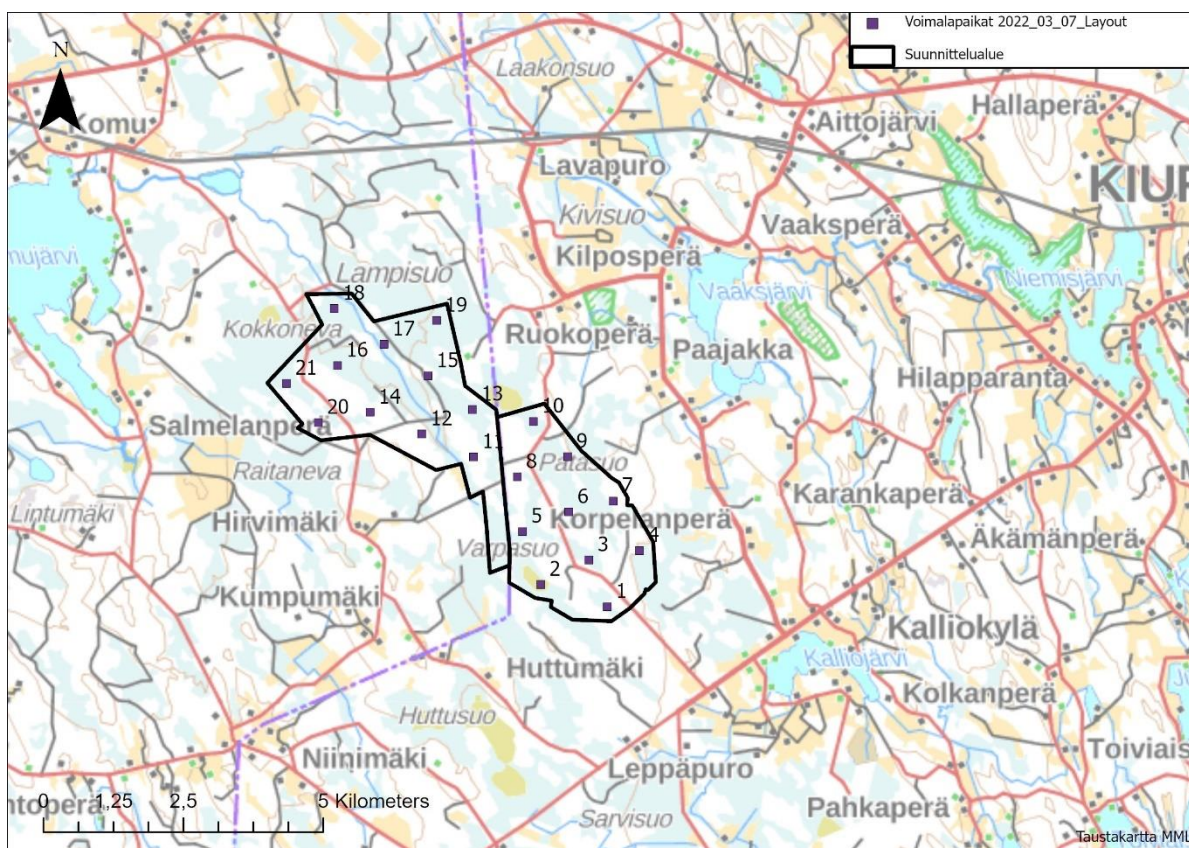 Voimalapaikat 2022_03_07_Layout
Suunnittelualue
N
Laakonsuo
Hallaperä
Komu
Aittojärvi
Lavapuro
KIUR
Kivisuo
Vaaksperä
Kilposperä
mujärvi
Lampisuo
Vaaksjärvi
Niemisjärvi
18
19
Kokkoneva
17
Ruokoperä
Paajakka
16
15
21
Hilapparanta
13
14
10
20
Salmelanperä
12
11
9
Raitaneva
8
Patasuo
7
Karankaperä
Lintumäki
6
Hirvimäki
5
Korpelanperä
4
Äkämänperä
Varpasuo
3
2
Kumpumäki
1
Kalliokylä
Huttumäki
Kalliojärvi
Kolkanperä
Huttusuo
Toiviais
Niinimäki
Leppäpuro
0 1,25 2,5 5 Kilometers
ntoperä
Pahkaperä
Sarvisuo
Taustakartta MML